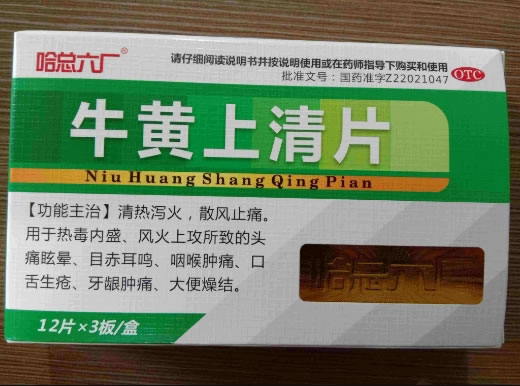 哈总六厂®
请仔细阅读说明书并按说明使用或在药师指导下购买和使用
批准文号：国药准字Z22021047
OTC
牛黄上清片
Niu Huang Shang Qing Pian
【功能主治】清热泻火，散风止痛。
用于热毒内盛、风火上攻所致的头
痛眩晕、目赤耳鸣、咽喉肿痛、口
舌生疮、牙龈肿痛、大便燥结。
哈总六厂
12片×3板/盒